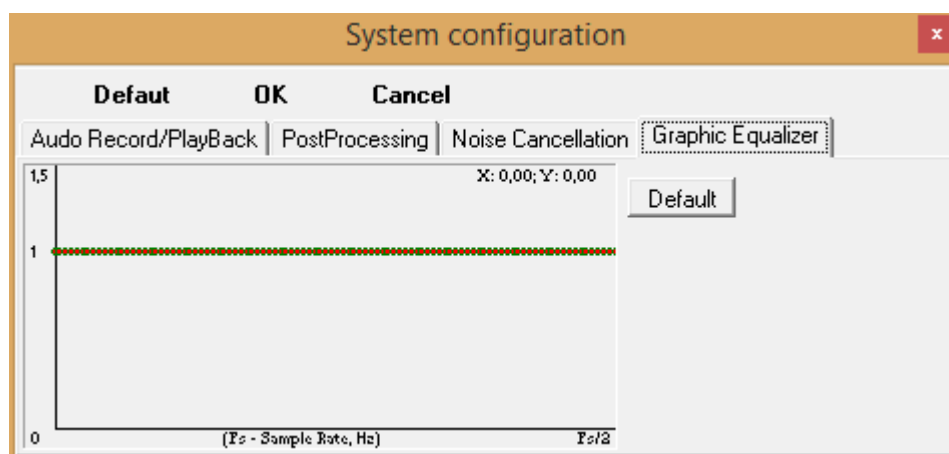 System configuration x
Defaut OK Cancel
Audo Record/PlayBack PostProcessing Noise Cancellation Graphic Equalizer
1,5 X: 0,00; Y: 0,00
Default
1
0 (Fs - Sample Rate, Hz) Fs/2